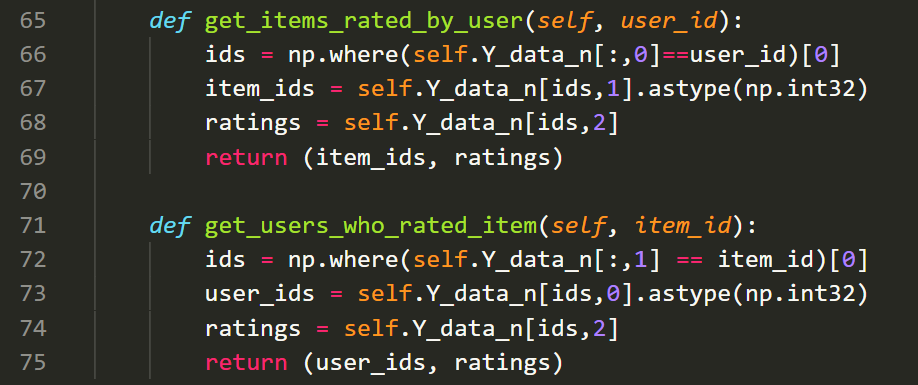 65 def get_items_rated_by_user(self, user_id):
66 ids = np.where(self.Y_data_n[:,0]==user_id)[0]
67 item_ids = self.Y_data_n[ids,1].astype(np.int32)
68 ratings = self.Y_data_n[ids,2]
69 return (item_ids, ratings)
70
71 def get_users_who_rated_item(self, item_id):
72 ids = np.where(self.Y_data_n[:,1] == item_id)[0]
73 user_ids = self.Y_data_n[ids,0].astype(np.int32)
74 ratings = self.Y_data_n[ids,2]
75 return (user_ids, ratings)